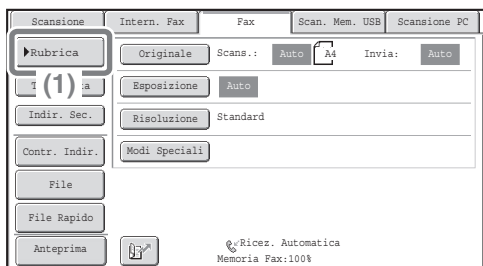 Scansione Intern. Fax Fax Scan. Mem. USB Scansione PC
Rubrica Originale Scans.: Auto A4 Invia: Auto
(1) Esposizione Auto
Indir. Sec. Risoluzione Standard
Contr. Indir. Modi Speciali
File
File Rapido
Anteprima Ricez. Automatica
Memoria Fax:100%